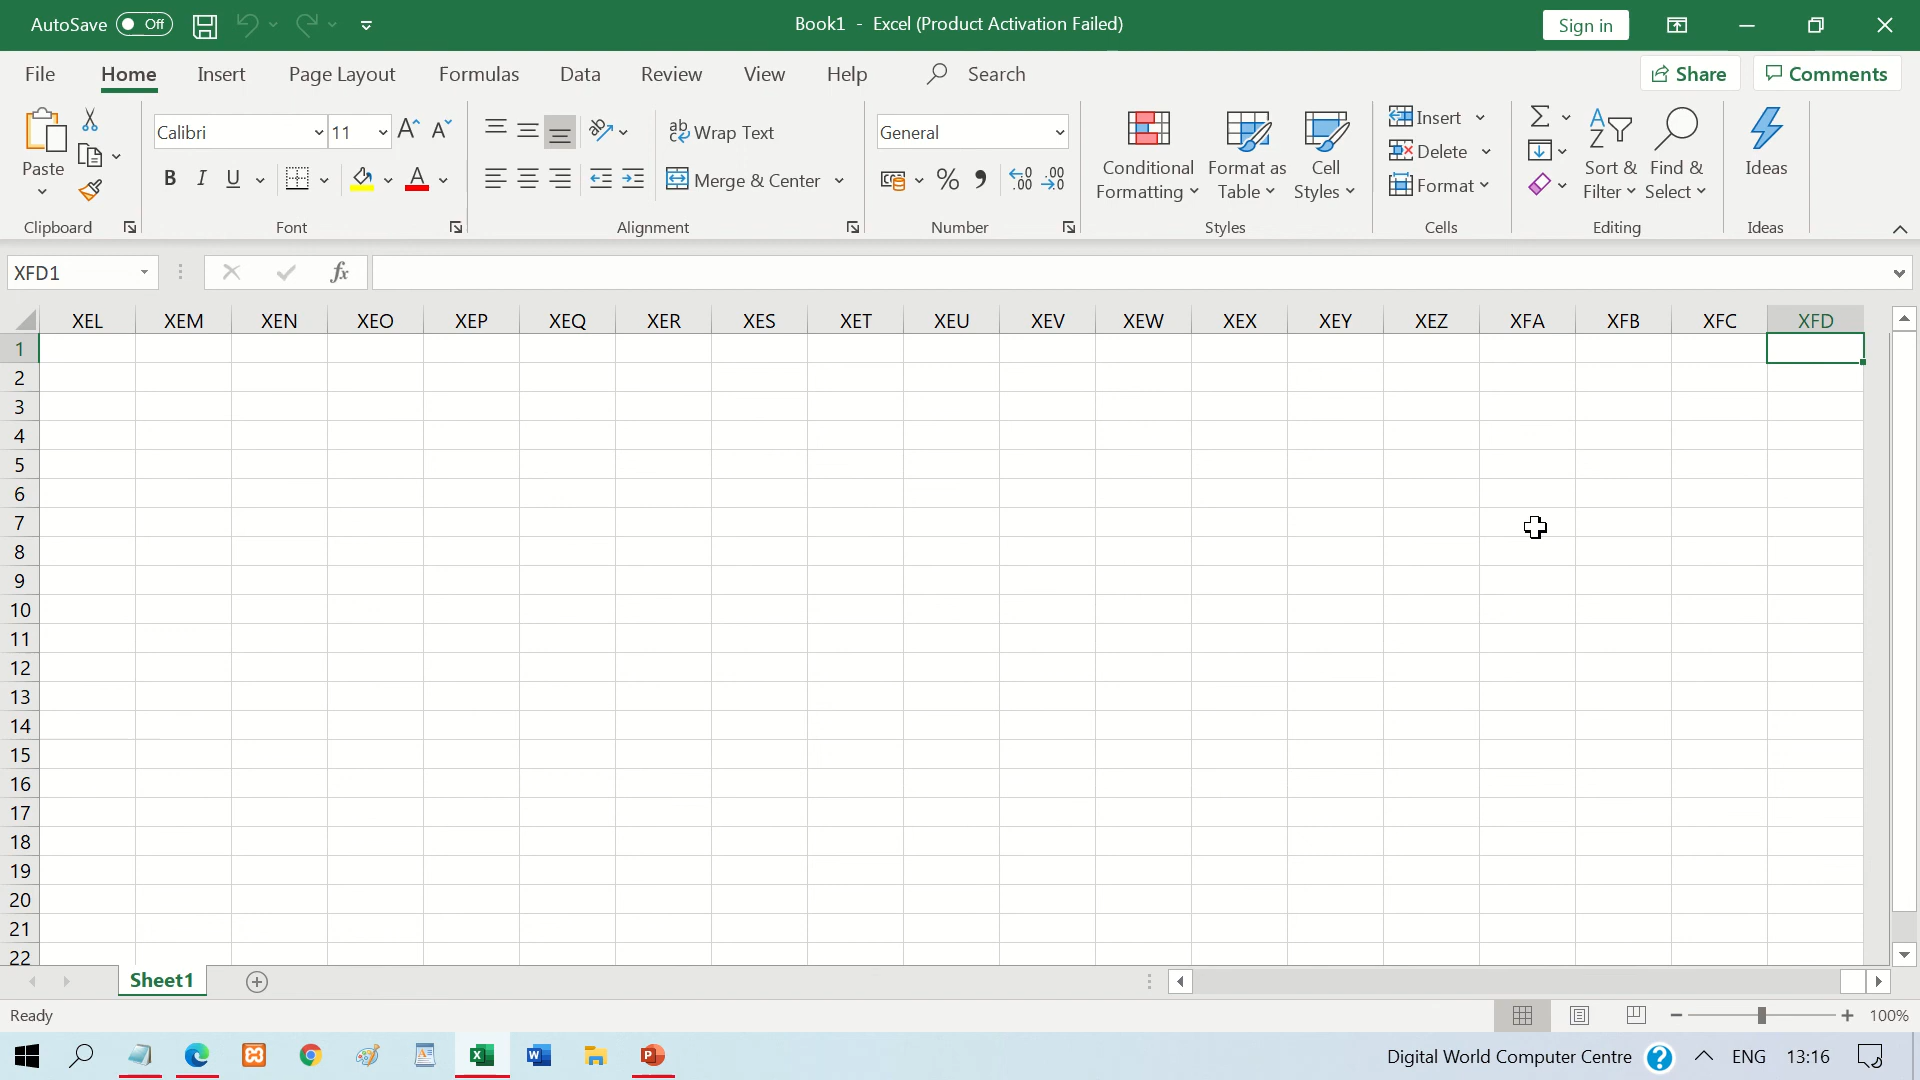 AutoSave Off
Book1 - Excel (Product Activation Failed)
Sign in
File Home Insert Page Layout Formulas Data Review View Help Search Share Comments
Paste
Clipboard
Calibri 11
B I U A
Font
ab Wrap Text
Merge & Center
Alignment
General
% 9
Number
Conditional Formatting
Format as Table
Cell Styles
Styles
Insert
Delete
Format
Cells
Sort & Filter
Find & Select
Editing
Ideas
Ideas
XFD1 fx
XEL XEM XEN XEO XEP XEQ XER XES XET XEU XEV XEW XEX XEY XEZ XFA XFB XFC XFD
1
2
3
4
5
6
7
8
9
10
11
12
13
14
15
16
17
18
19
20
21
22
Sheet1
Ready 100%
Digital World Computer Centre ? ENG 13:16